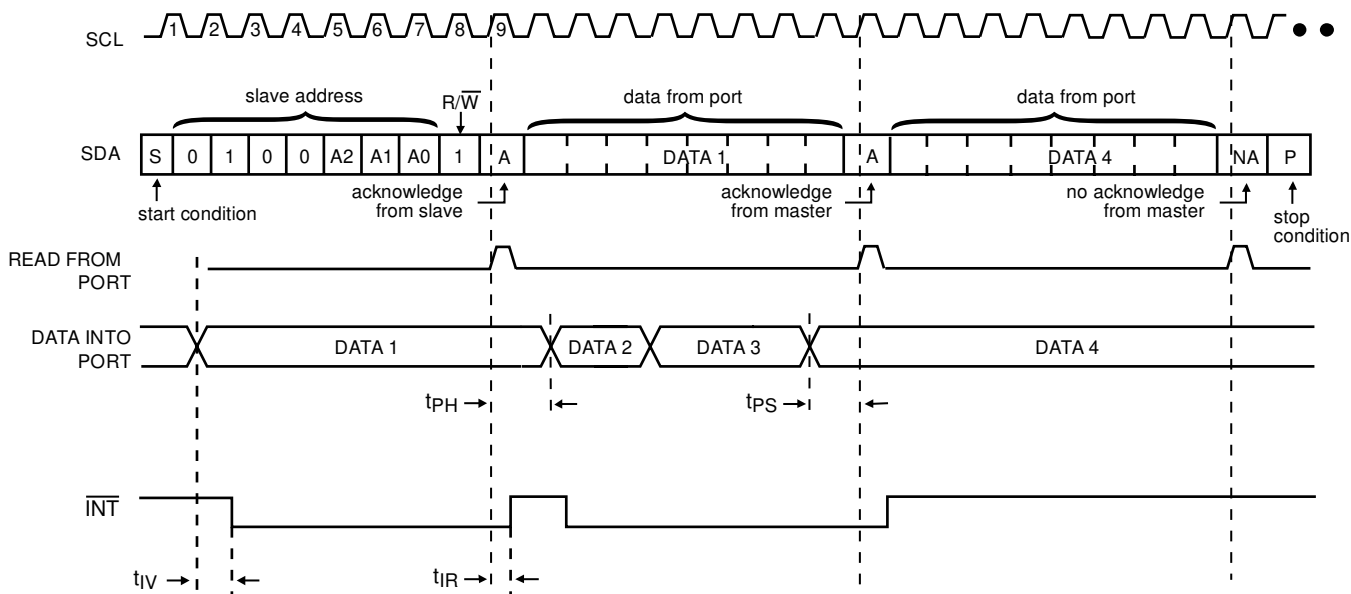 SCL 1 2 3 4 5 6 7 8 9
slave address R/W̅ data from port data from port
SDA S 0 1 0 0 A2 A1 A0 1 A DATA 1 A DATA 4 NA P
start condition
acknowledge
from slave
acknowledge
from master
no acknowledge
from master
stop
condition
READ FROM
PORT
DATA INTO
PORT
DATA 1 DATA 2 DATA 3 DATA 4
tPH tPS
I̅N̅T̅
tIV tIR